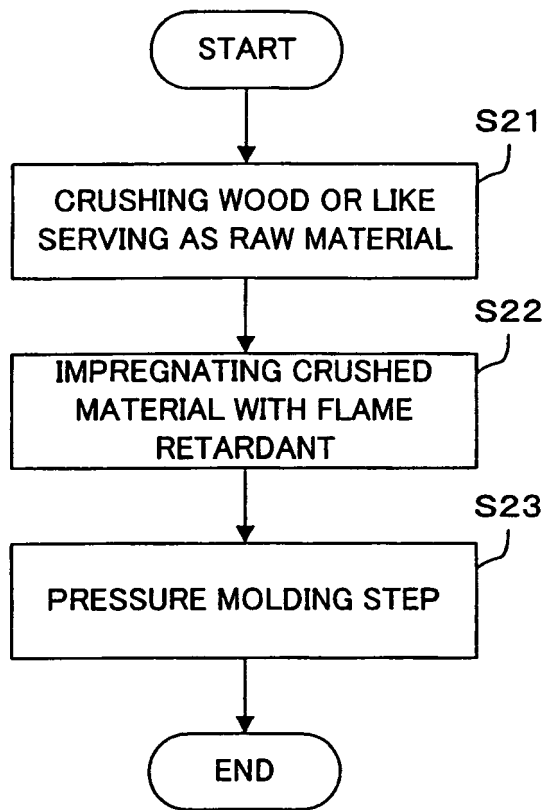 START
S21
CRUSHING WOOD OR LIKE
SERVING AS RAW MATERIAL
S22
IMPREGNATING CRUSHED
MATERIAL WITH FLAME
RETARDANT
S23
PRESSURE MOLDING STEP
END